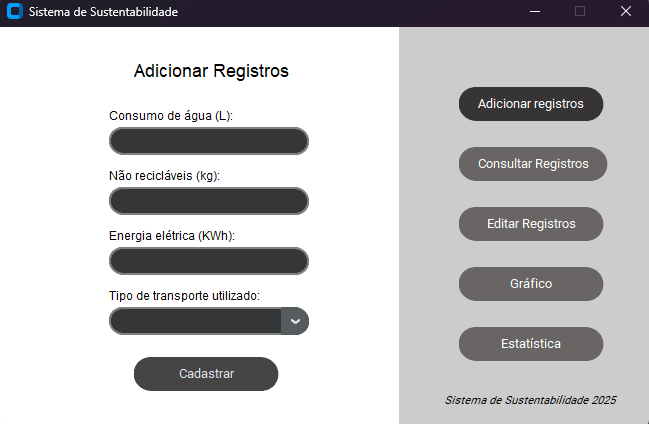 Sistema de Sustentabilidade
Adicionar Registros
Consumo de água (L):
Não recicláveis (kg):
Energia elétrica (KWh):
Tipo de transporte utilizado:
Cadastrar
Adicionar registros
Consultar Registros
Editar Registros
Gráfico
Estatística
Sistema de Sustentabilidade 2025